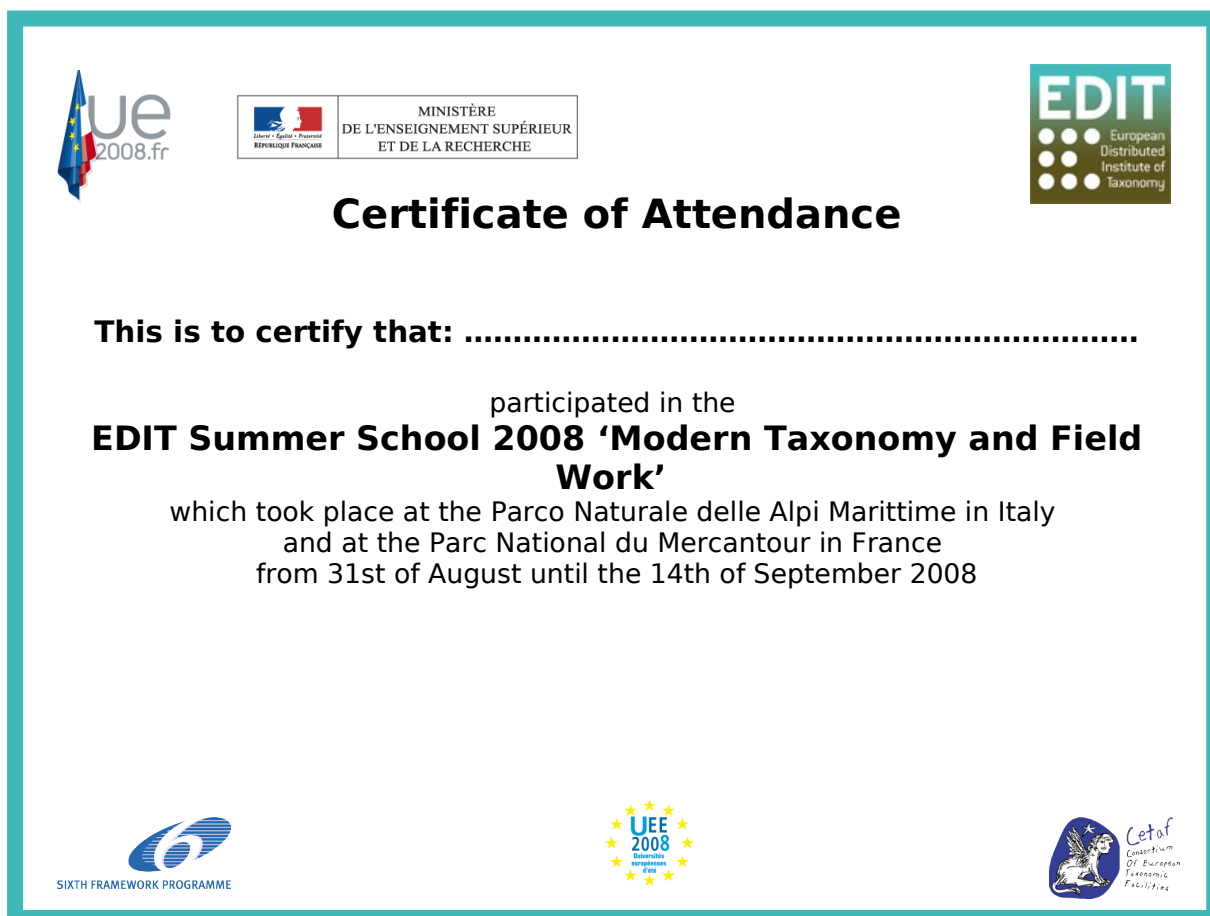 ue
2008.fr
Liberté • Égalité • Fraternité
RÉPUBLIQUE FRANÇAISE
MINISTÈRE
DE L'ENSEIGNEMENT SUPÉRIEUR
ET DE LA RECHERCHE
EDIT
European
Distributed
Institute of
Taxonomy
Certificate of Attendance
This is to certify that: ....................................................................
participated in the
EDIT Summer School 2008 ‘Modern Taxonomy and Field
Work’
which took place at the Parco Naturale delle Alpi Marittime in Italy
and at the Parc National du Mercantour in France
from 31st of August until the 14th of September 2008
6
SIXTH FRAMEWORK PROGRAMME
UEE
2008
Universités
européennes
d'été
Cetaf
Consortium
Of European
Taxonomic
Facilities